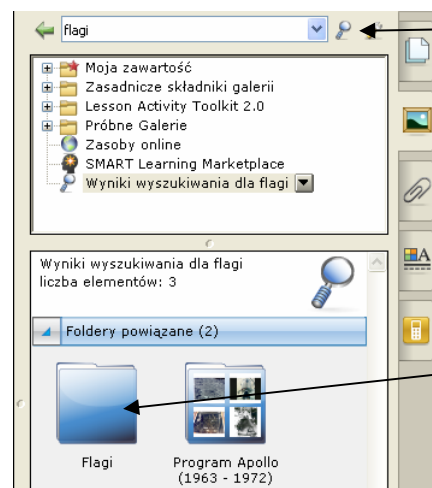 flagi
Moja zawartość
Zasadnicze składniki galerii
Lesson Activity Toolkit 2.0
Próbne Galerie
Zasoby online
SMART Learning Marketplace
Wyniki wyszukiwania dla flagi
Wyniki wyszukiwania dla flagi
liczba elementów: 3
Foldery powiązane (2)
Flagi
Program Apollo
(1963 - 1972)
A